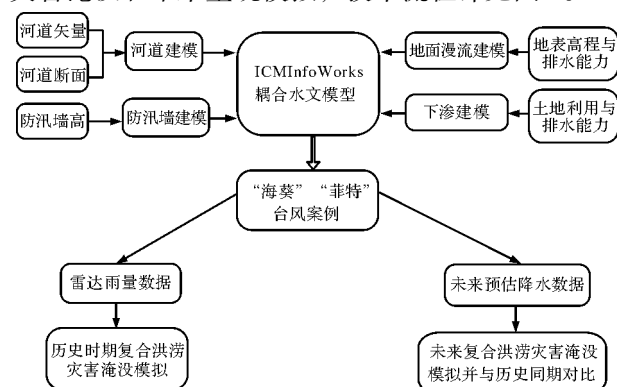 河道矢量
河道断面
防汛墙高
河道建模
防汛墙建模
ICMInfoWorks
耦合水文模型
地面漫流建模
下渗建模
地表高程与
排水能力
土地利用与
排水能力
“海葵”“菲特”
台风案例
雷达雨量数据
未来预估降水数据
历史时期复合洪涝
灾害淹没模拟
未来复合洪涝灾害淹没
模拟并与历史同期对比